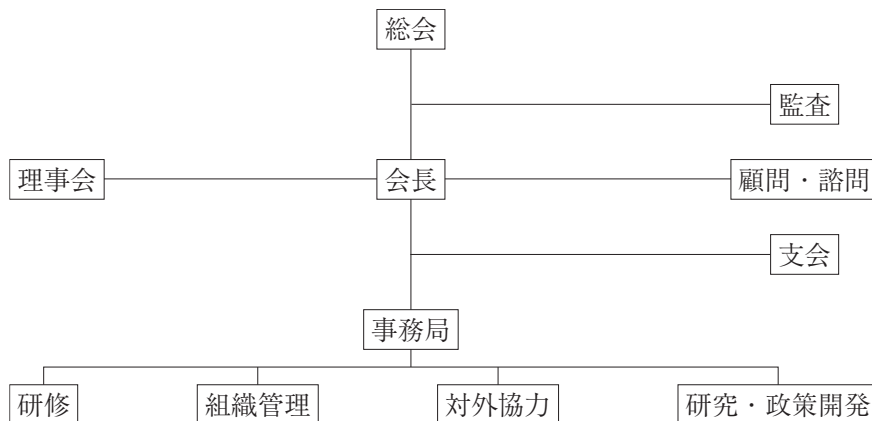 総会
監査
理事会
会長
顧問・諮問
支会
事務局
研修
組織管理
対外協力
研究・政策開発